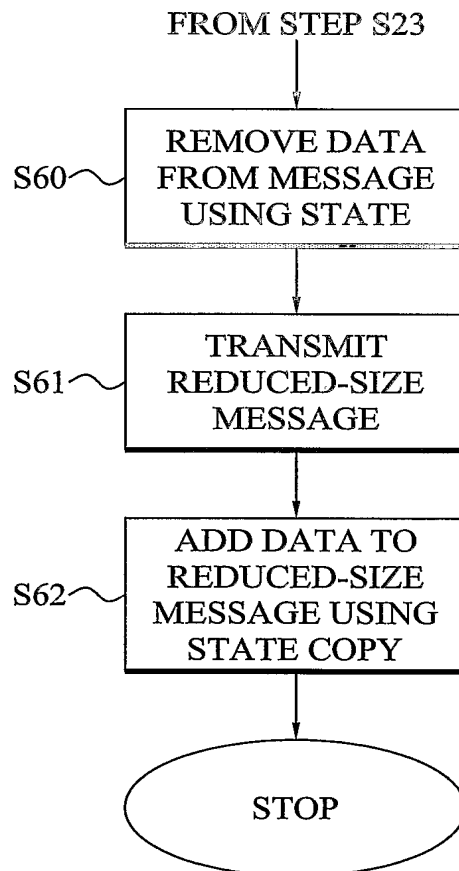 FROM STEP S23
S60
REMOVE DATA
FROM MESSAGE
USING STATE
S61
TRANSMIT
REDUCED-SIZE
MESSAGE
S62
ADD DATA TO
REDUCED-SIZE
MESSAGE USING
STATE COPY
STOP